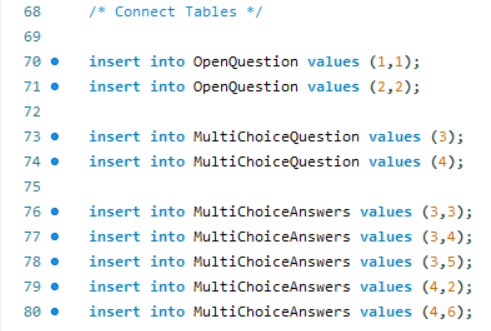 68 /* Connect Tables */
69
70 insert into OpenQuestion values (1,1);
71 insert into OpenQuestion values (2,2);
72
73 insert into MultiChoiceQuestion values (3);
74 insert into MultiChoiceQuestion values (4);
75
76 insert into MultiChoiceAnswers values (3,3);
77 insert into MultiChoiceAnswers values (3,4);
78 insert into MultiChoiceAnswers values (3,5);
79 insert into MultiChoiceAnswers values (4,2);
80 insert into MultiChoiceAnswers values (4,6);